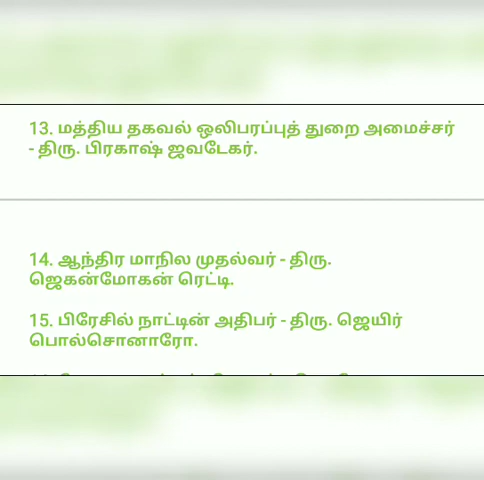 13. மத்திய தகவல் ஒலிபரப்புத் துறை அமைச்சர்
- திரு. பிரகாஷ் ஜவடேகர்.
14. ஆந்திர மாநில முதல்வர் - திரு.
ஜெகன்மோகன் ரெட்டி.
15. பிரேசில் நாட்டின் அதிபர் - திரு. ஜெயிர்
பொல்சொனாரோ.